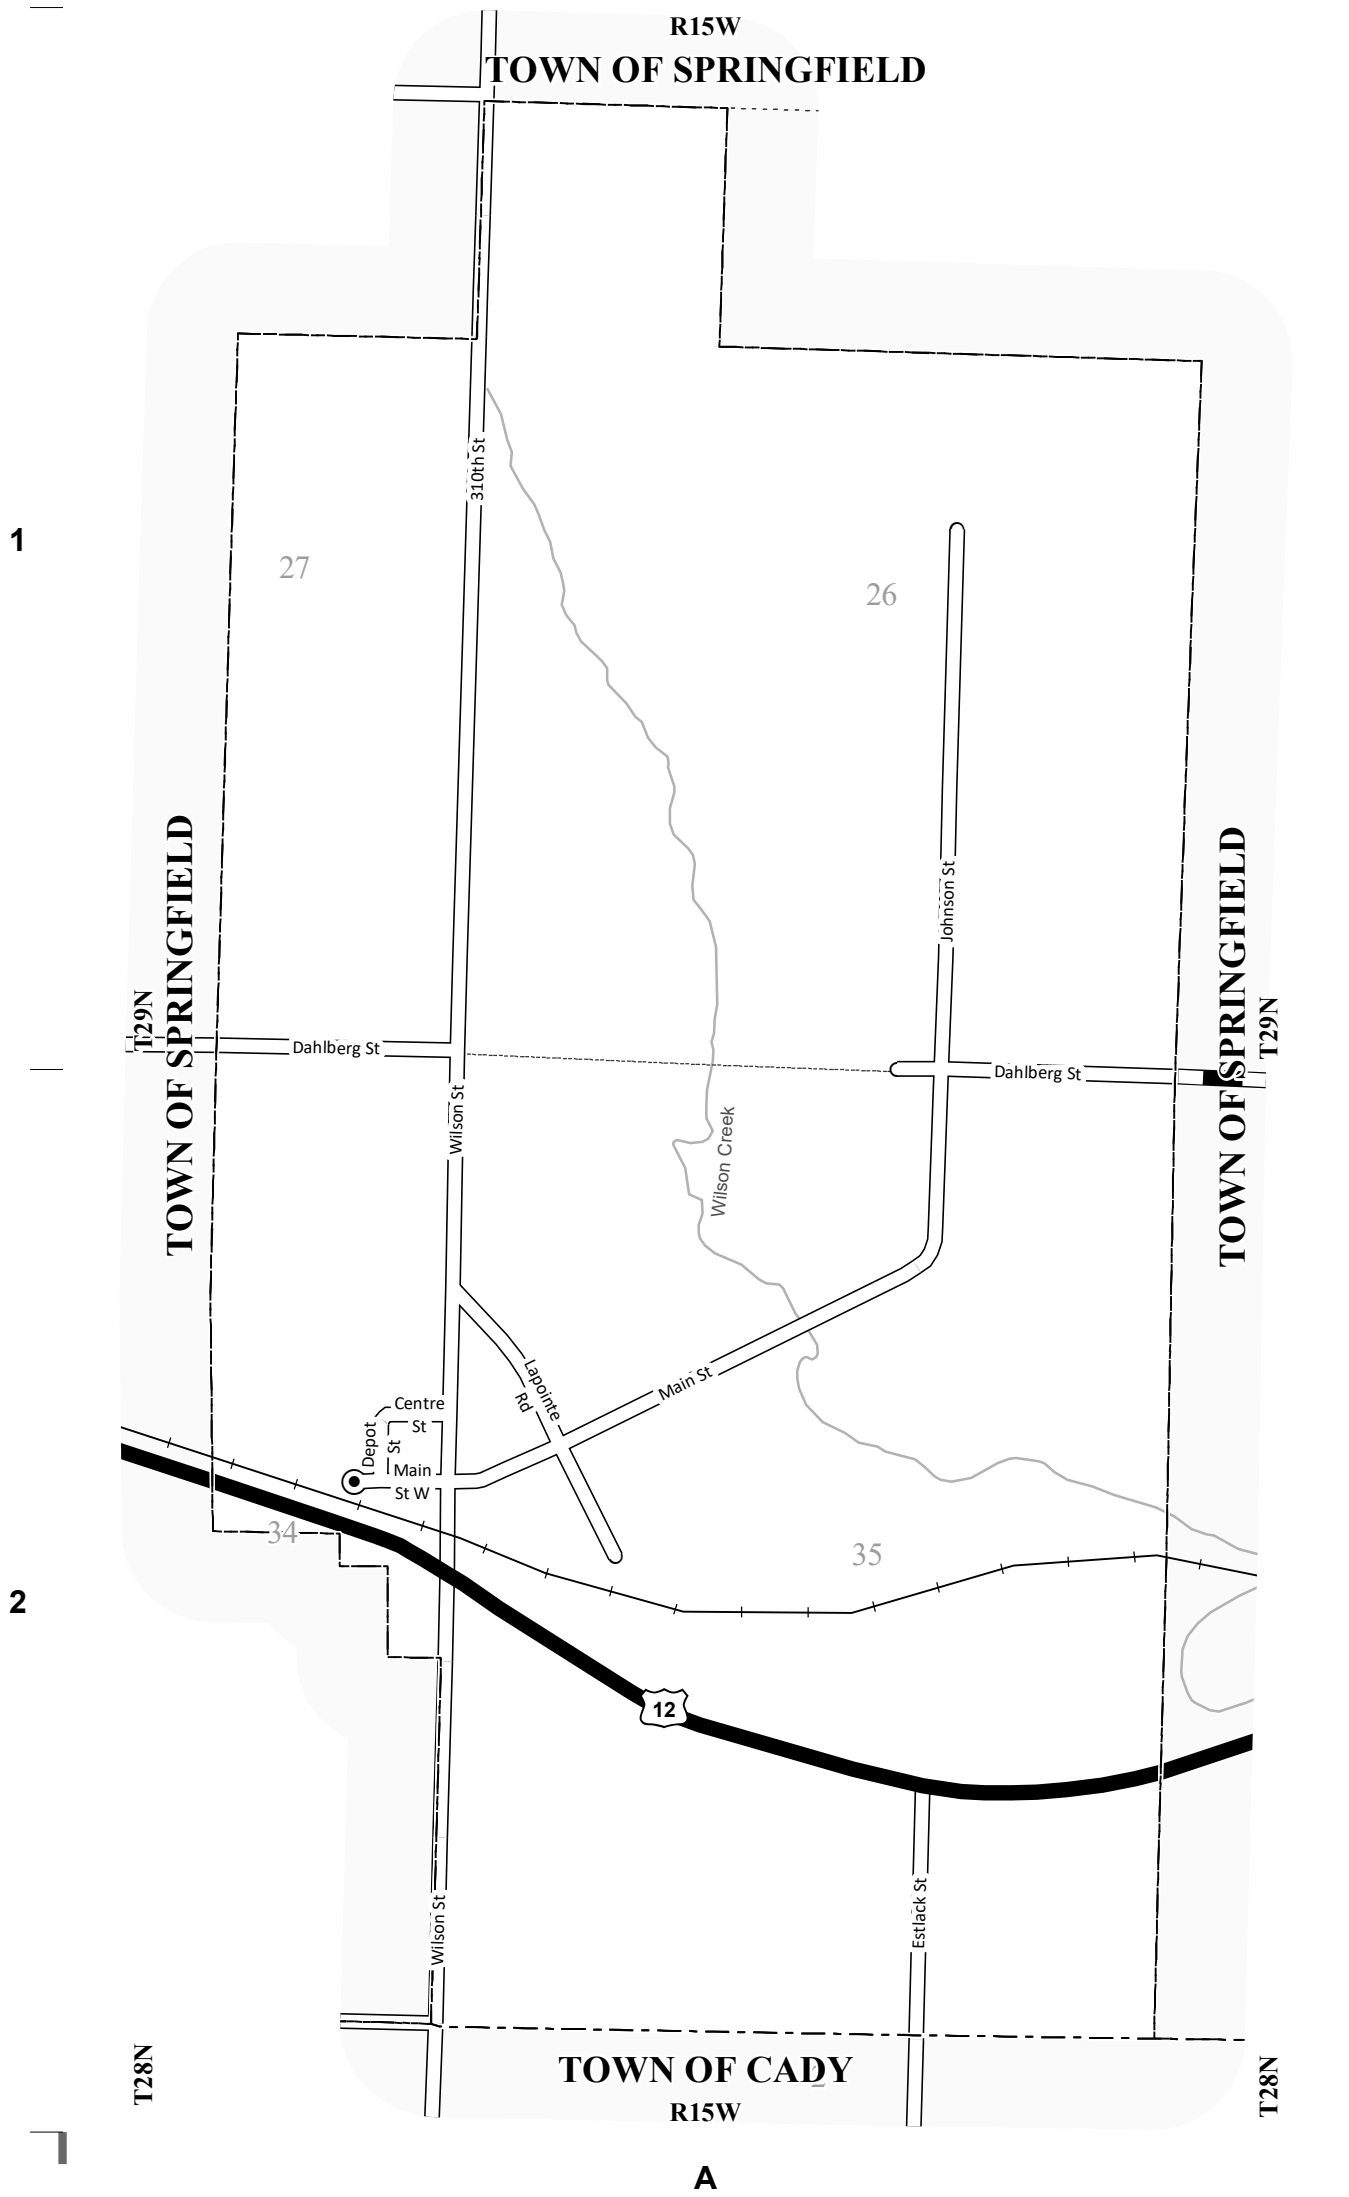 R15W
TOWN OF SPRINGFIELD
310th St
1
27
26
Johnson St
TOWN OF SPRINGFIELD
TOWN OF SPRINGFIELD
T29N
T29N
Dahlberg St
Dahlberg St
Wilson St
Wilson Creek
Lapointe
Rd
Main St
Centre
St
Depot
St
Main
St W
34
35
2
12
Wilson St
Estlack St
T28N
T28N
TOWN OF CADY
2
R15W
A